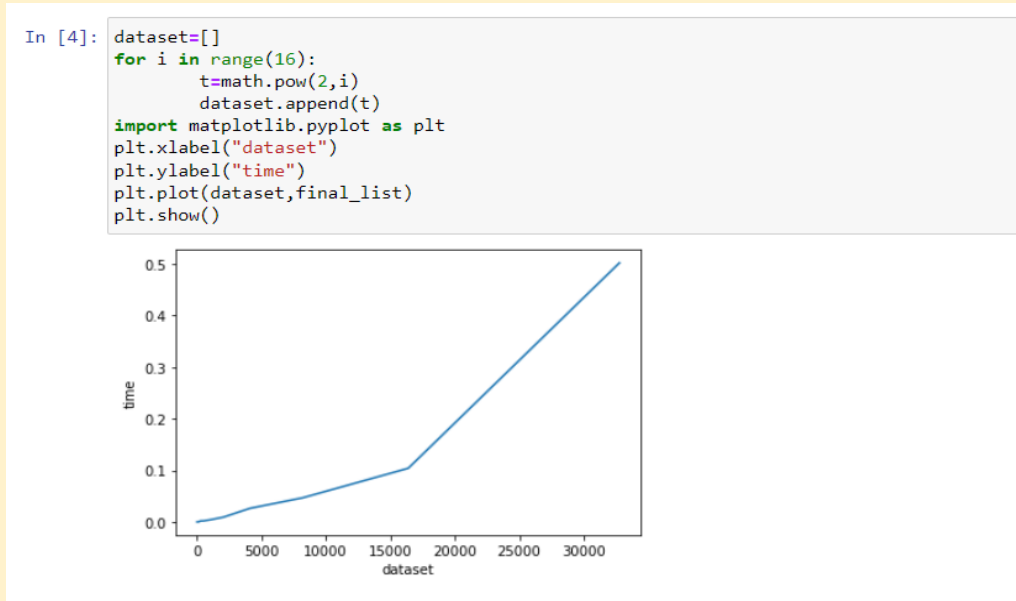 In [4]: dataset=[]
for i in range(16):
        t=math.pow(2,i)
        dataset.append(t)
import matplotlib.pyplot as plt
plt.xlabel("dataset")
plt.ylabel("time")
plt.plot(dataset,final_list)
plt.show()
0.5
0.4
0.3
time
0.2
0.1
0.0
0 5000 10000 15000 20000 25000 30000
dataset